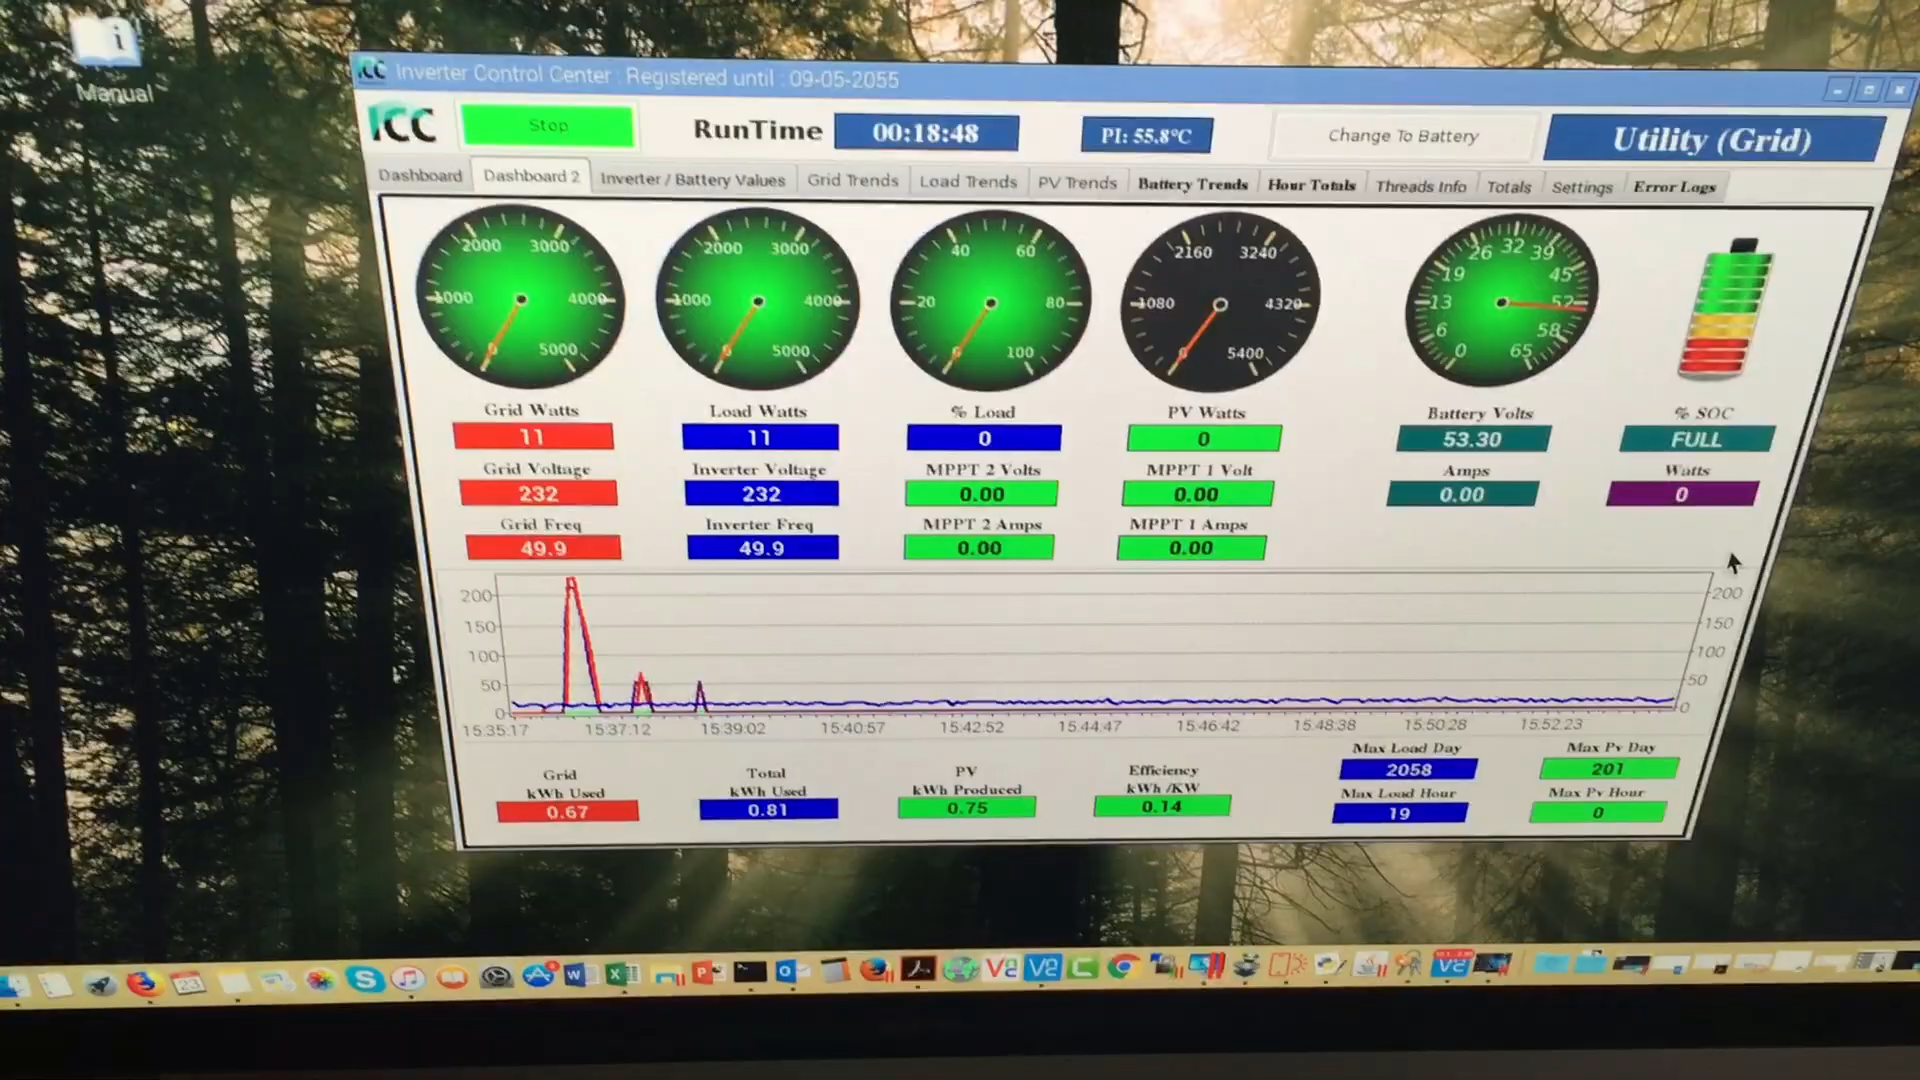 Manual
ICC Inverter Control Center : Registered until : 09-05-2055
ICC Stop RunTime 00:18:48 PI: 55.8°C Change To Battery Utility (Grid)
Dashboard Dashboard 2 Inverter / Battery Values Grid Trends Load Trends PV Trends Battery Trends Hour Totals Threads Info Totals Settings Error Logs
0 1000 2000 3000 4000 5000
0 1000 2000 3000 4000 5000
0 20 40 60 80 100
0 1080 2160 3240 4320 5400
0 6 13 19 26 32 39 45 52 58 65
Grid Watts Load Watts % Load PV Watts Battery Volts % SOC
11 11 0 0 53.30 FULL
Grid Voltage Inverter Voltage MPPT 2 Volts MPPT 1 Volt Amps Watts
232 232 0.00 0.00 0.00 0
Grid Freq Inverter Freq MPPT 2 Amps MPPT 1 Amps
49.9 49.9 0.00 0.00
200 200
150 150
100 100
50 50
0 0
15:35:17 15:37:12 15:39:02 15:40:57 15:42:52 15:44:47 15:46:42 15:48:38 15:50:28 15:52:23
Max Load Day Max Pv Day
2058 201
Grid Total PV Efficiency
kWh Used kWh Used kWh Produced kWh /KW Max Load Hour Max Pv Hour
0.67 0.81 0.75 0.14 19 0